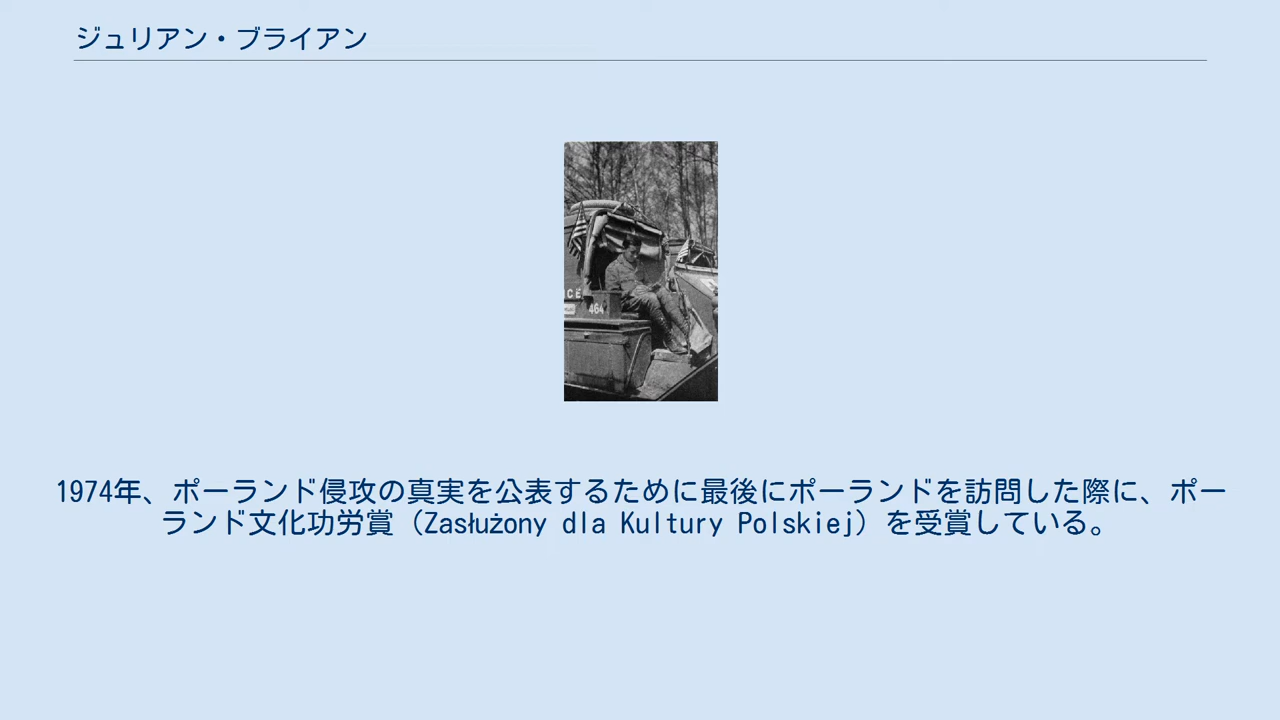 ジュリアン・ブライアン
CE
464
1974年、ポーランド侵攻の真実を公表するために最後にポーランドを訪問した際に、ポー
ランド文化功労賞（Zasłużony dla Kultury Polskiej）を受賞している。